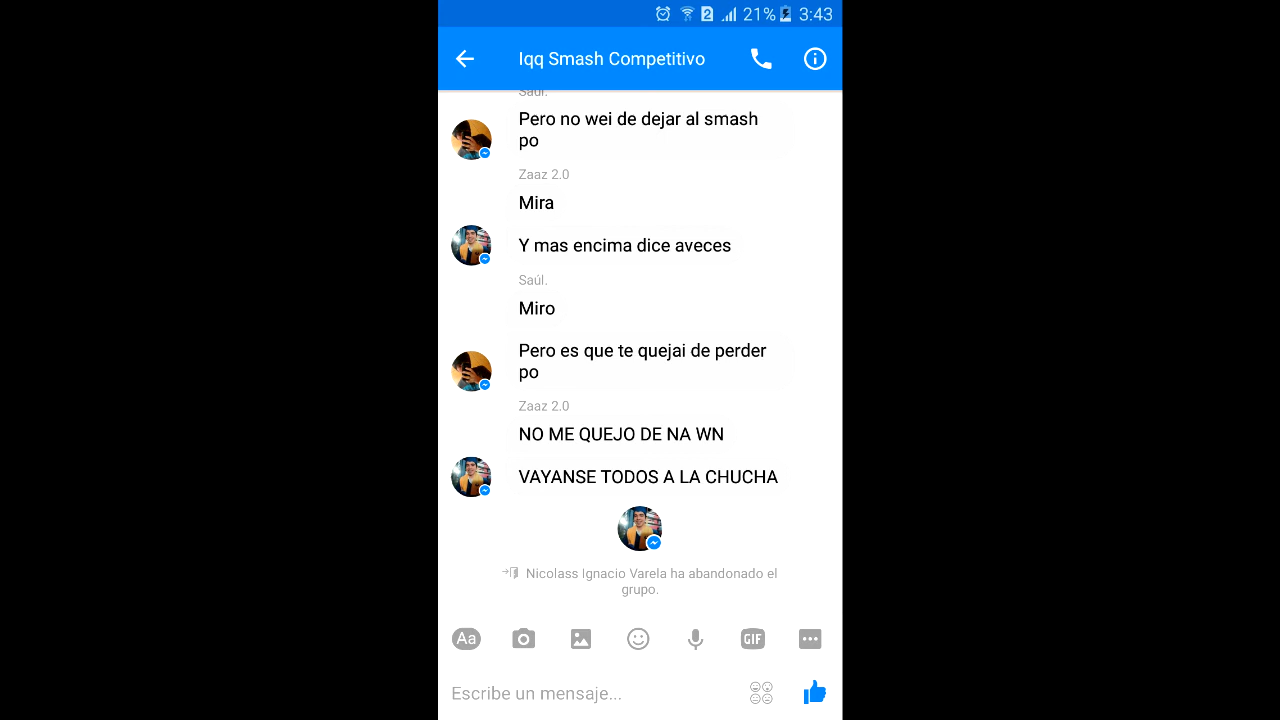 2 21% 3:43
Iqq Smash Competitivo
Saúl.
Pero no wei de dejar al smash
po
Zaaz 2.0
Mira
Y mas encima dice aveces
Saúl.
Miro
Pero es que te quejai de perder
po
Zaaz 2.0
NO ME QUEJO DE NA WN
VAYANSE TODOS A LA CHUCHA
Nicolass Ignacio Varela ha abandonado el
grupo.
Aa GIF
Escribe un mensaje...